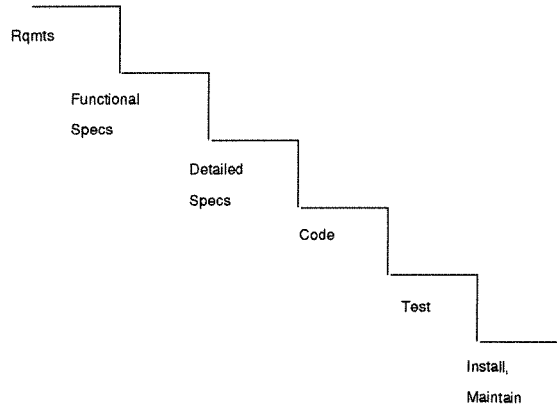 Rqmts
Functional
Specs
Detailed
Specs
Code
Test
Install,
Maintain